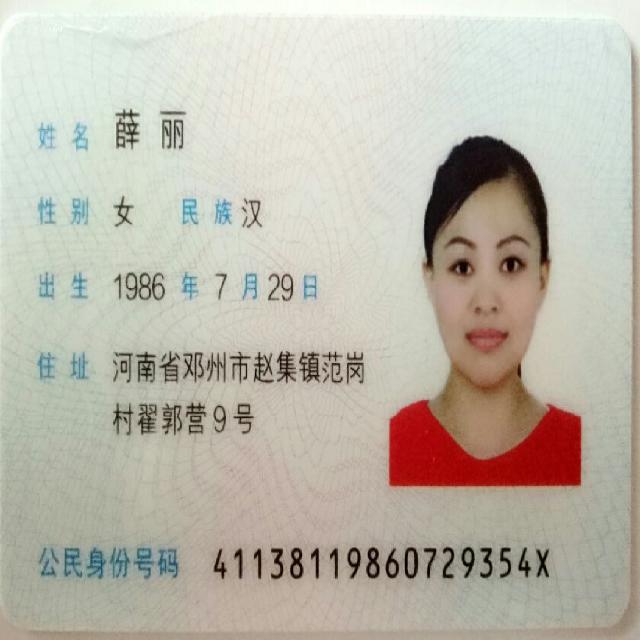 姓名 薛丽
性别 女 民族 汉
出生 1986 年 7 月 29 日
住址 河南省邓州市赵集镇范岗
村翟郭营9号
公民身份号码 41138119860729354X